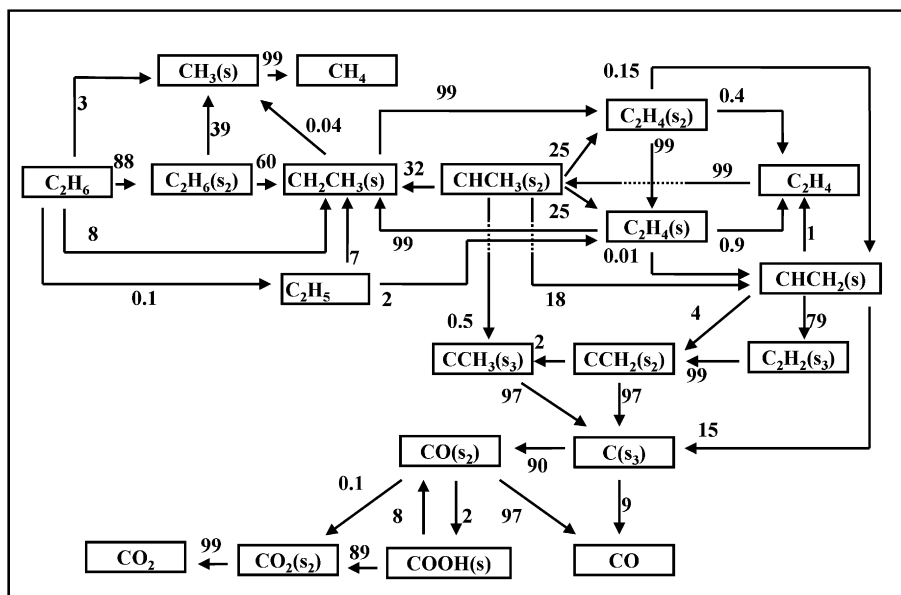 0.15
99
CH₃(s)
CH₄
3
99
C₂H₄(s₂)
0.4
39
0.04
88
60
32
25
99
99
C₂H₆
C₂H₆(s₂)
CH₂CH₃(s)
CHCH₃(s₂)
C₂H₄
25
8
99
C₂H₄(s)
0.9
1
7
0.01
CHCH₂(s)
0.1
C₂H₅
2
18
4
79
0.5
2
CCH₃(s₃)
CCH₂(s₂)
C₂H₂(s₃)
99
97
97
15
CO(s₂)
C(s₃)
90
0.1
8
2
97
9
99
89
CO₂
CO₂(s₂)
COOH(s)
CO